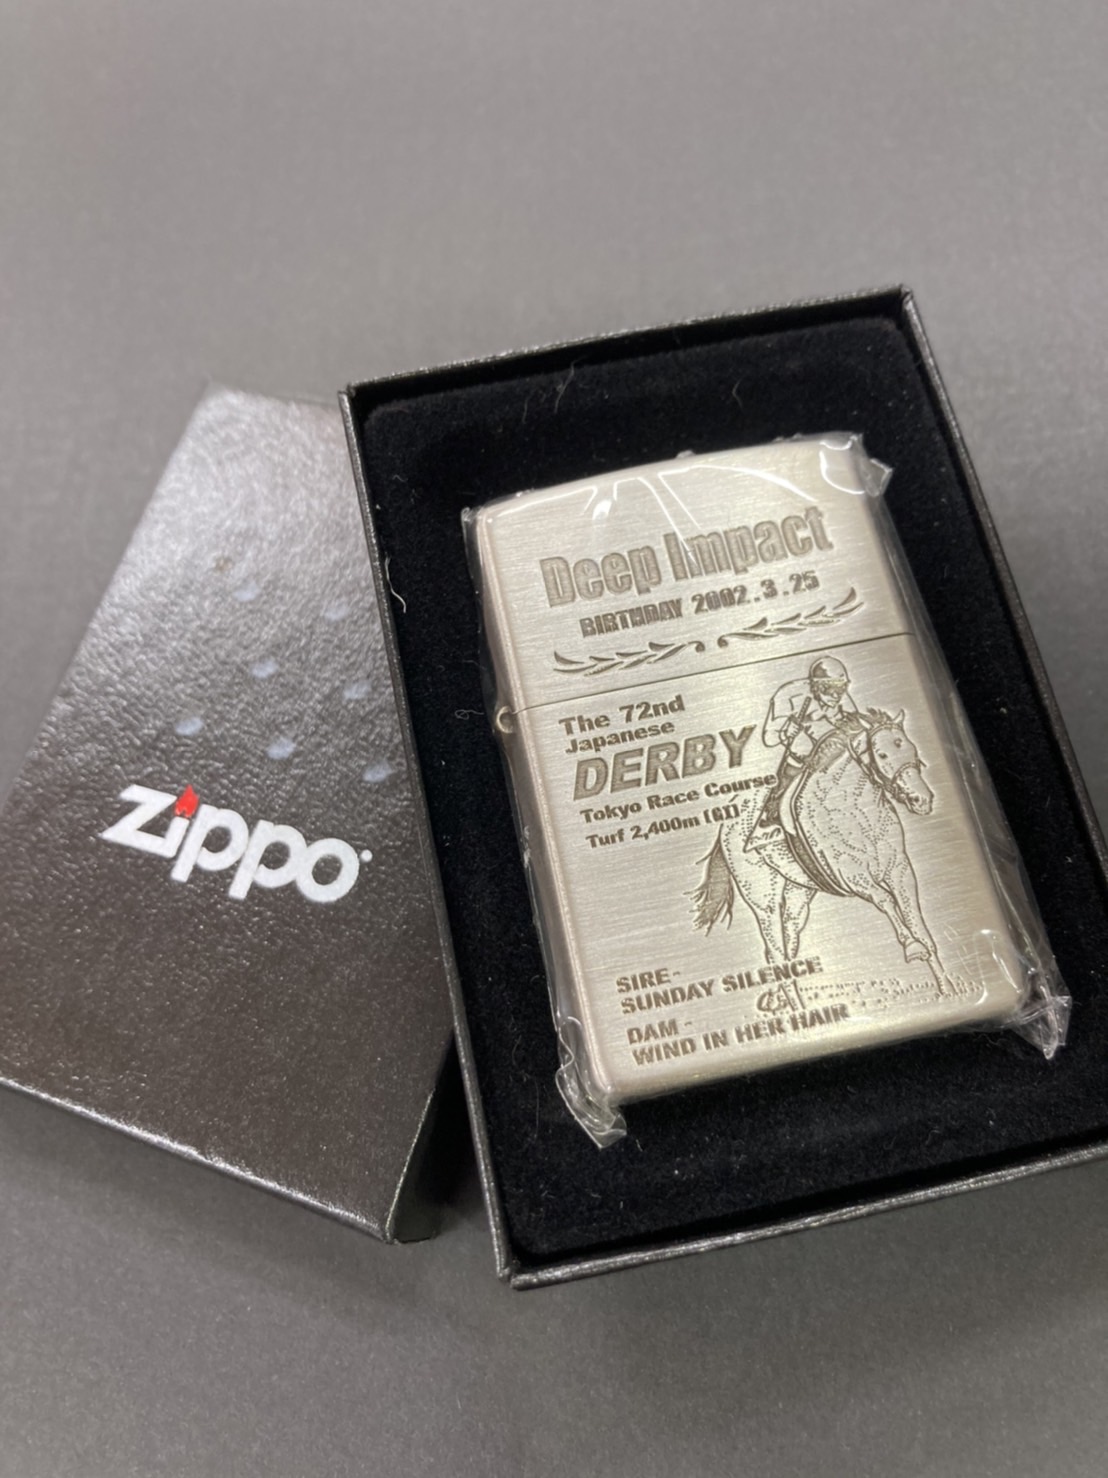 zippo
Deep Impact
BIRTHDAY 2002.3.25
The 72nd
Japanese
DERBY
Tokyo Race Course
Turf 2,400m (GI)
SIRE-
SUNDAY SILENCE
DAM -
WIND IN HER HAIR